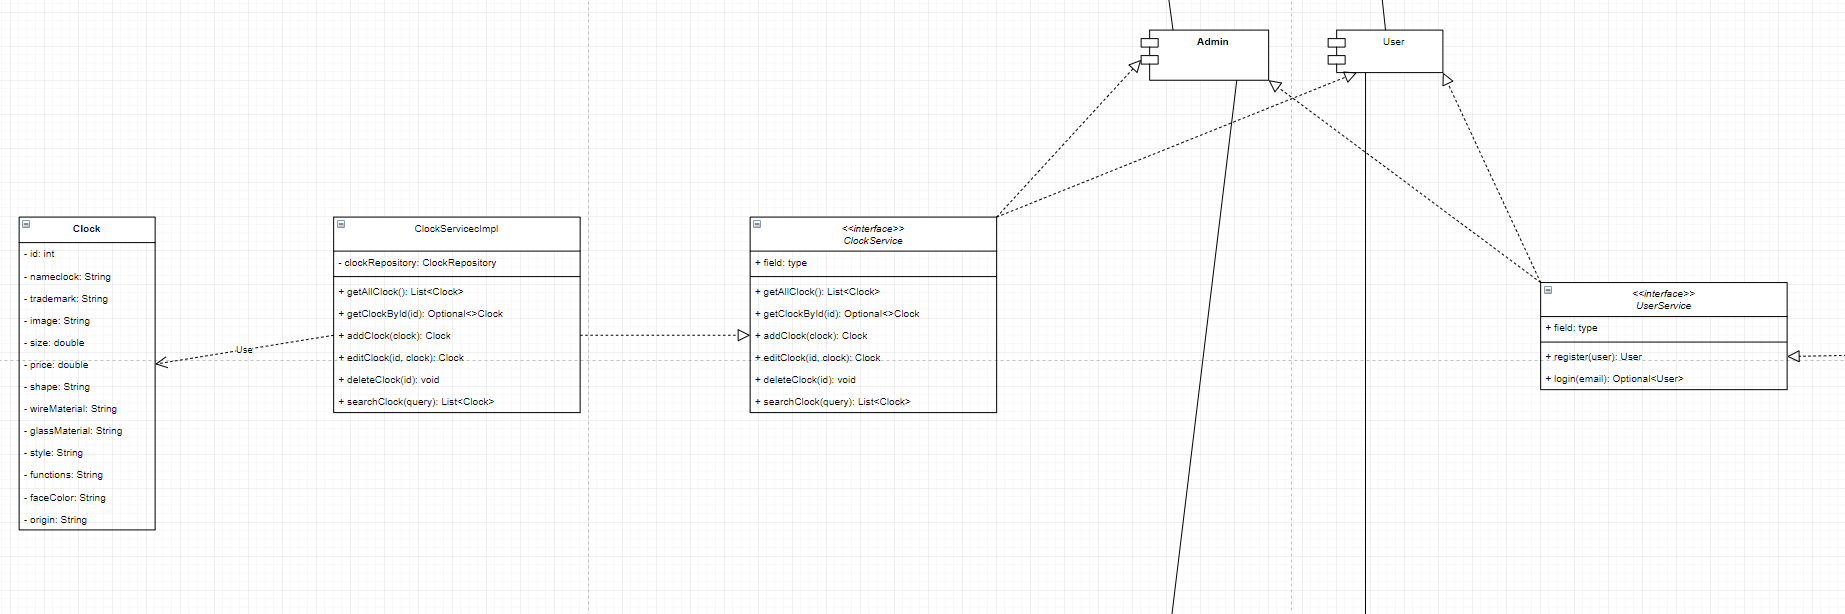 Admin
User
Clock
- id: int
- nameclock: String
- trademark: String
- image: String
- size: double
- price: double
- shape: String
- wireMaterial: String
- glassMaterial: String
- style: String
- functions: String
- faceColor: String
- origin: String
Use
ClockServiceImpl
- clockRepository: ClockRepository
+ getAllClock(): List<Clock>
+ getClockById(id): Optional<>Clock
+ addClock(clock): Clock
+ editClock(id, clock): Clock
+ deleteClock(id): void
+ searchClock(query): List<Clock>
<<interface>>
ClockService
+ field: type
+ getAllClock(): List<Clock>
+ getClockById(id): Optional<>Clock
+ addClock(clock): Clock
+ editClock(id, clock): Clock
+ deleteClock(id): void
+ searchClock(query): List<Clock>
<<interface>>
UserService
+ field: type
+ register(user): User
+ login(email): Optional<User>